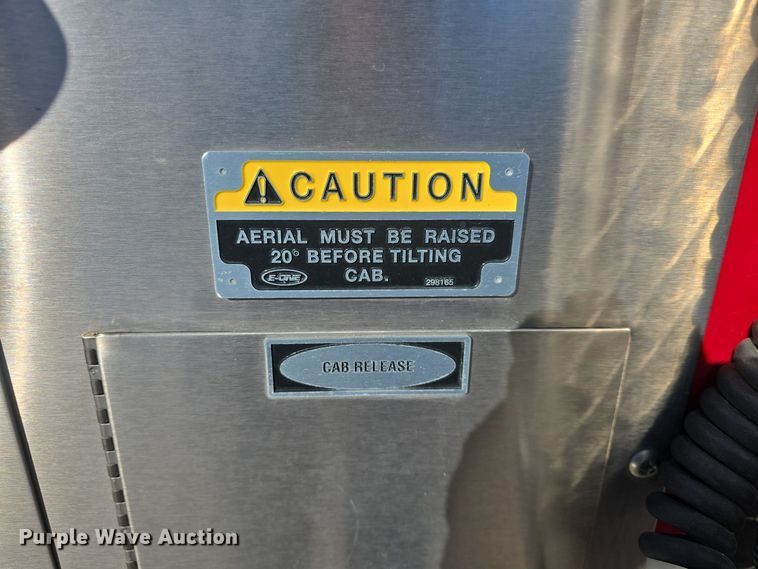 CAUTION
AERIAL MUST BE RAISED
20° BEFORE TILTING
CAB.
E-ONE
298165
CAB RELEASE
Purple Wave Auction